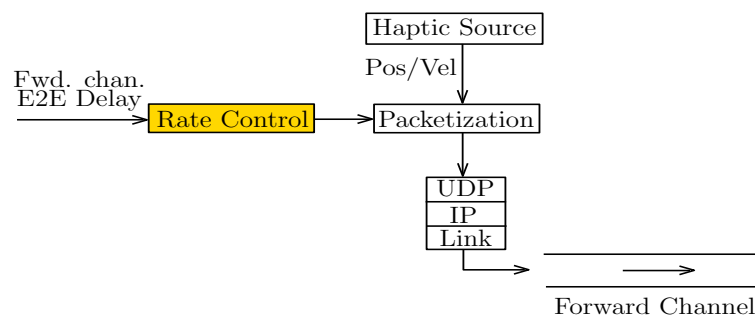 Haptic Source
Pos/Vel
Fwd. chan.
E2E Delay
Rate Control
Packetization
UDP
IP
Link
Forward Channel